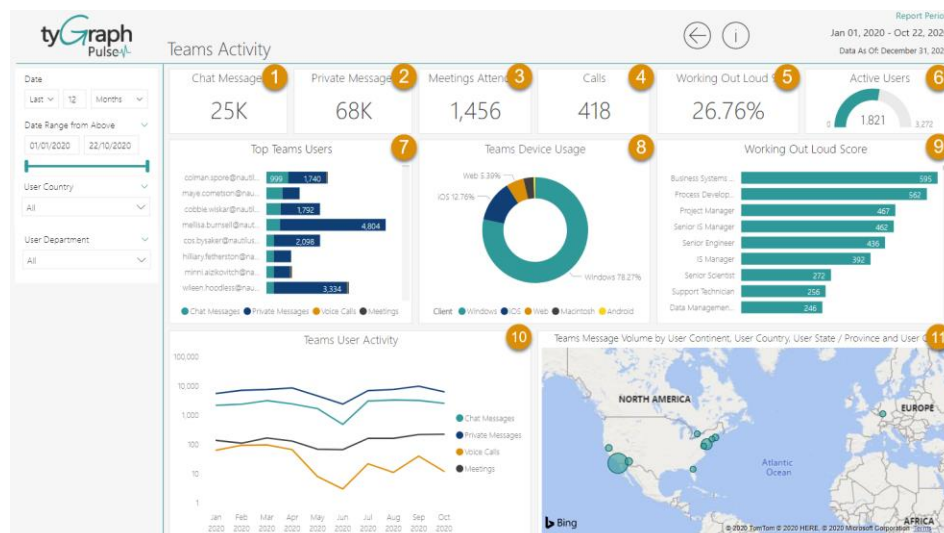 tyGraph
Pulse
Teams Activity
Report Perio
Jan 01, 2020 - Oct 22, 202
Data As Of: December 31, 202
Date
Last
12
Months
Date Range from Above
01/01/2020
22/10/2020
User Country
All
User Department
All
Chat Message
1
25K
Private Message
2
68K
Meetings Attend
3
1,456
Calls
4
418
Working Out Loud
5
26.76%
Active Users
6
1.821
0
3,272
Top Teams Users
7
colman.spore@nautil...
999
1,740
maye.cometson@nau...
cobbie.wiskar@nautil...
1,792
mellisa.burnsell@naut...
4,804
cos.bysaker@nautilus...
2,098
hilliary.fetherston@na...
minni.aizikovitch@na...
wileen.hoodless@nau...
3,334
Chat Messages
Private Messages
Voice Calls
Meetings
Teams Device Usage
8
Web 5.39%
iOS 12.76%
Windows 78.27%
Client
Windows
iOS
Web
Macintosh
Android
Working Out Loud Score
9
Business Systems ...
595
Process Develop...
562
Project Manager
467
Senior IS Manager
462
Senior Engineer
436
IS Manager
392
Senior Scientist
272
Support Technician
256
Data Managemen...
246
Teams User Activity
10
100,000
10,000
1,000
100
10
1
Jan
2020
Feb
2020
Mar
2020
Apr
2020
May
2020
Jun
2020
Jul
2020
Aug
2020
Sep
2020
Oct
2020
Chat Messages
Private Messages
Voice Calls
Meetings
Teams Message Volume by User Continent, User Country, User State / Province and User C
11
NORTH AMERICA
EUROPE
Atlantic
Ocean
AFRICA
Bing
© 2020 TomTom © 2020 HERE, © 2020 Microsoft Corporation Terms